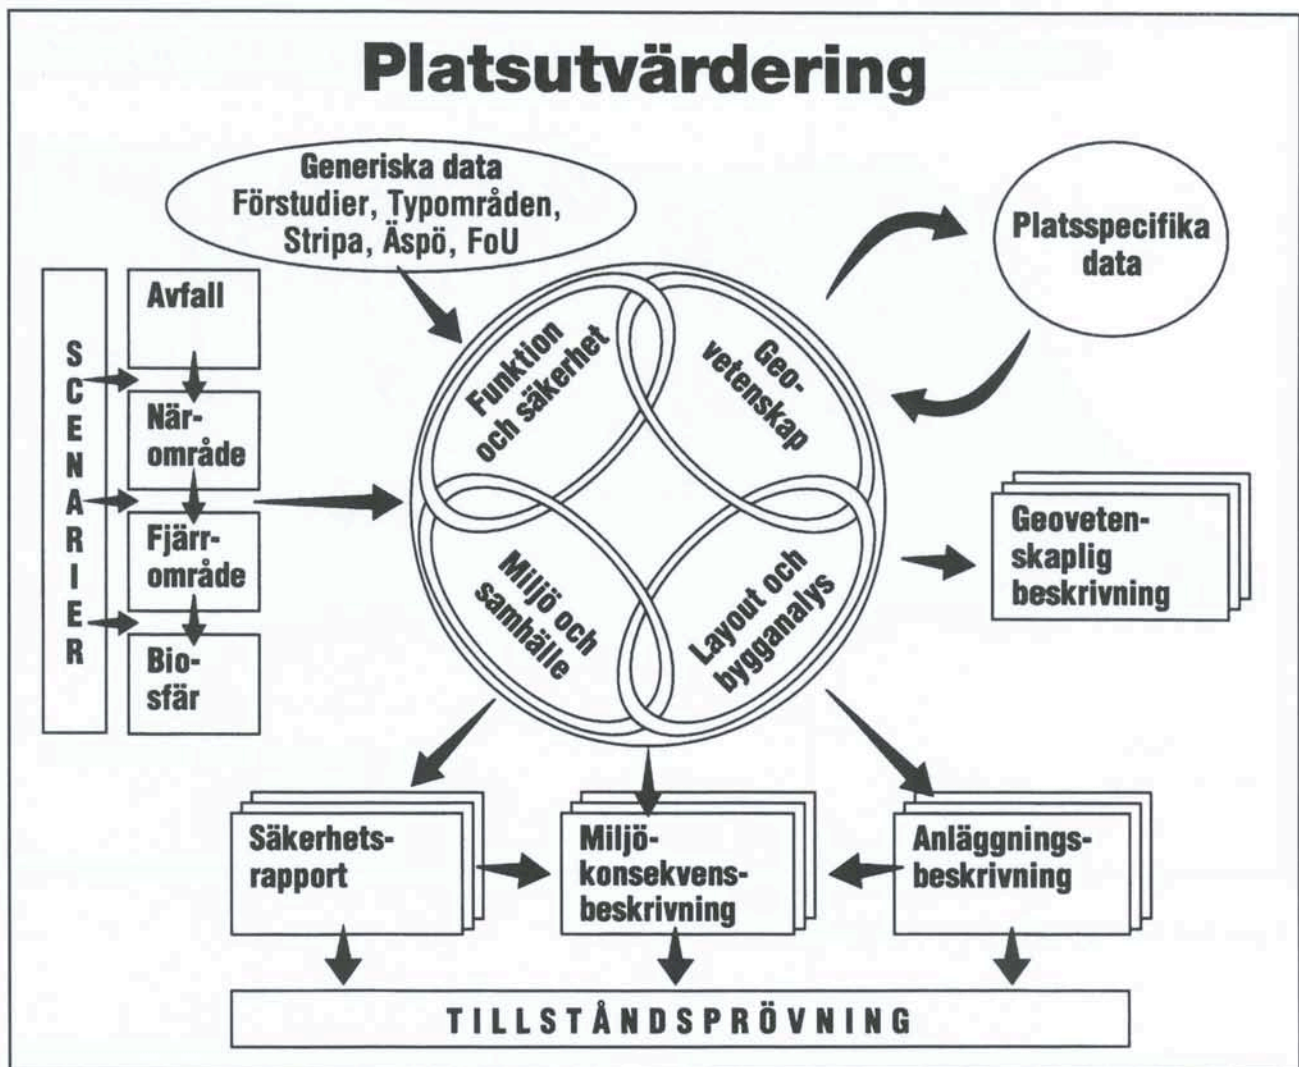 Platsutvärdering
Generiska data
Förstudier, Typområden,
Stripa, Äspö, FoU
Platsspecifika
data
SCENARIER
Avfall
När-
område
Fjärr-
område
Bio-
sfär
Funktion
och säkerhet
Geo-
vetenskap
Miljö och
samhälle
Layout och
bygganalys
Geoveten-
skaplig
beskrivning
Säkerhets-
rapport
Miljö-
konsekvens-
beskrivning
Anläggnings-
beskrivning
TILLSTÅNDSPRÖVNING